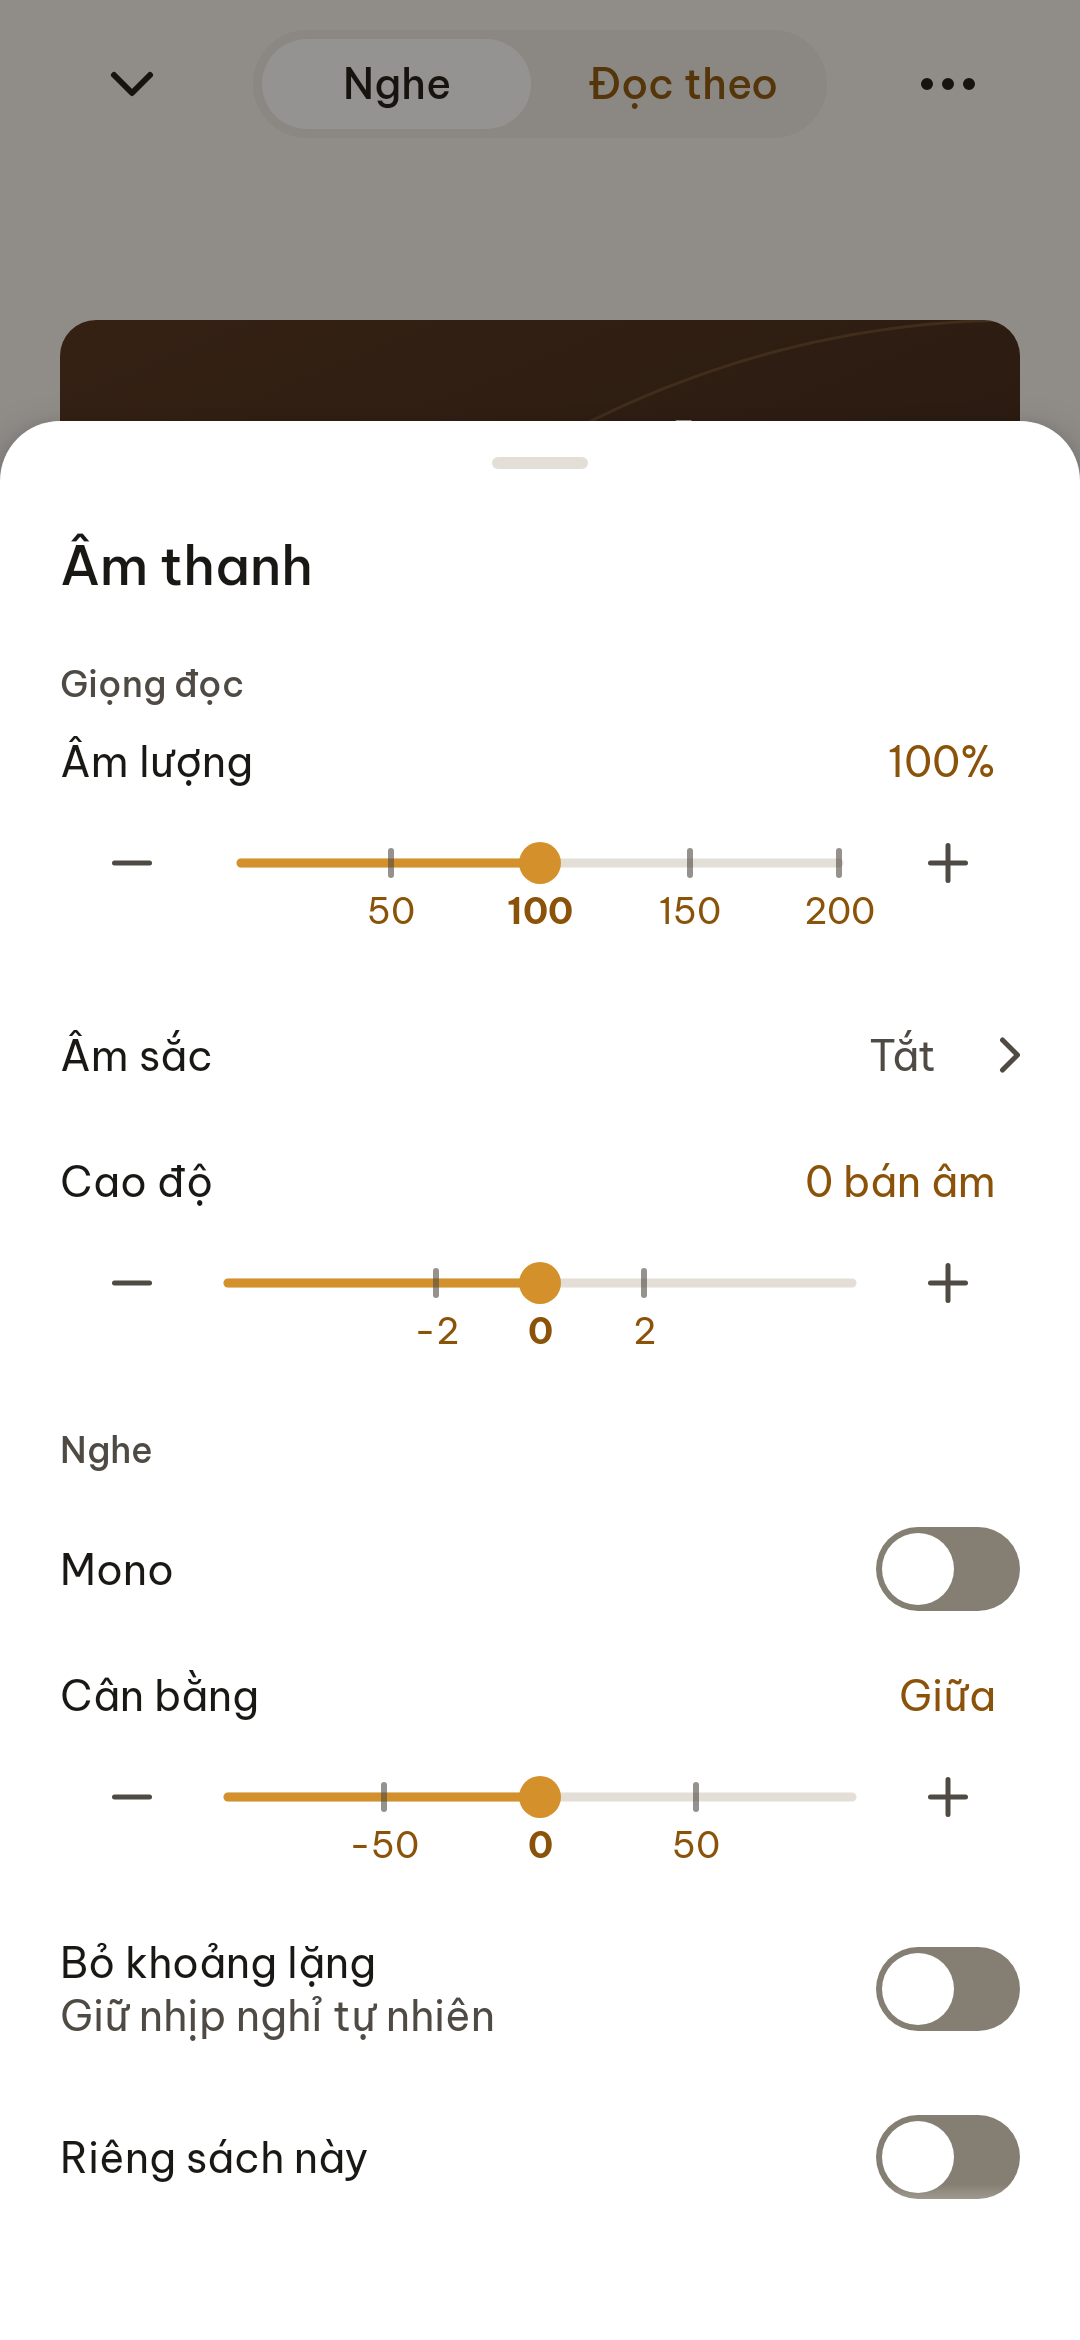 Nghe
Đọc theo
Âm thanh
Giọng đọc
Âm lượng
100%
50
100
150
200
Âm sắc
Tắt
Cao độ
0 bán âm
-2
0
2
Nghe
Mono
Cân bằng
Giữa
-50
0
50
Bỏ khoảng lặng
Giữ nhịp nghỉ tự nhiên
Riêng sách này